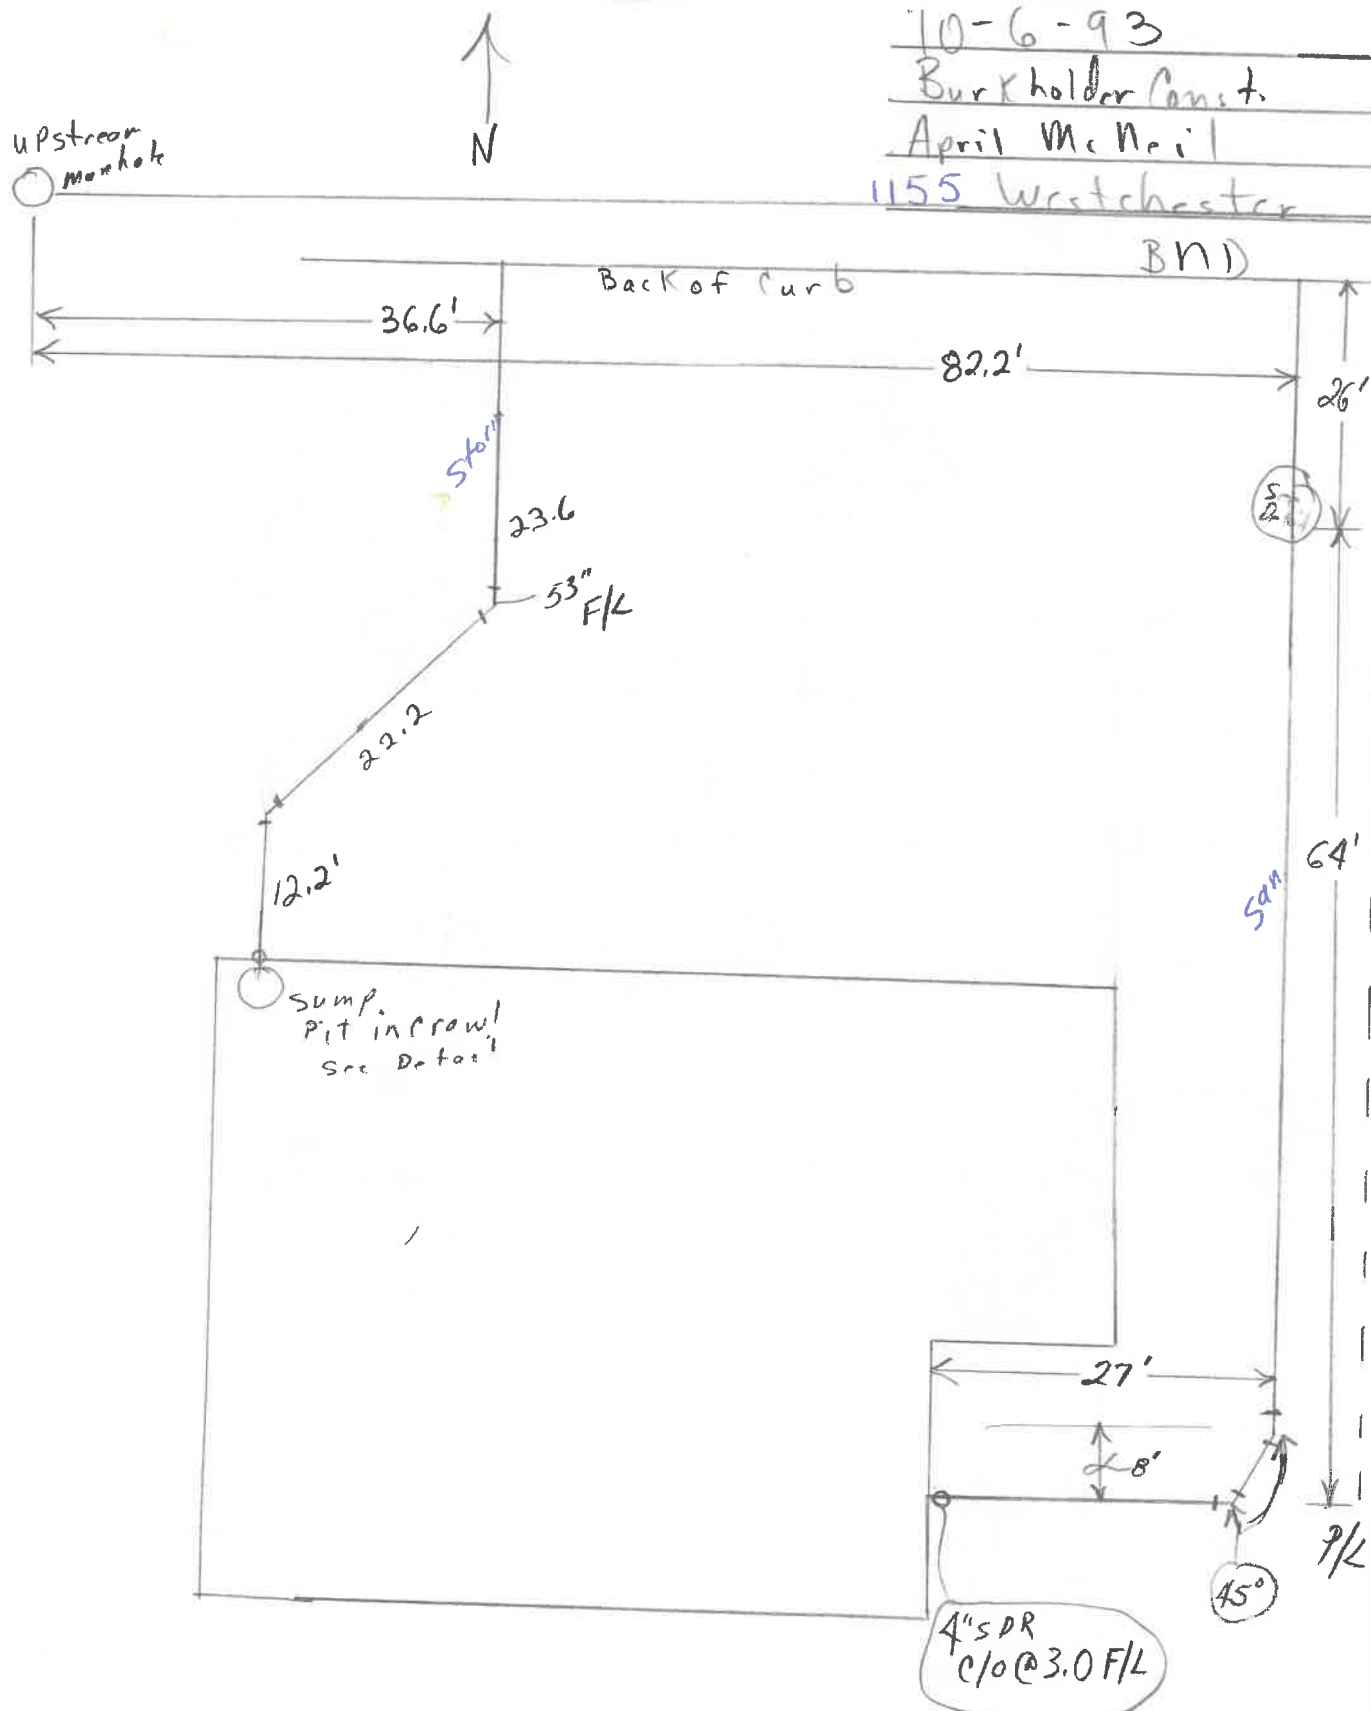 10-6-93
Burkholder Const.
April McNeil
1155 Westchester
BND
upstream
manhole
N
Back of Curb
36.6'
82.2'
26'
Storm
23.6
53"
F/L
22.2
12.2'
64'
San
Sump
Pit in Crawl
See Detail
27'
8'
P/L
45°
4" SDR
C/O @ 3.0 F/L